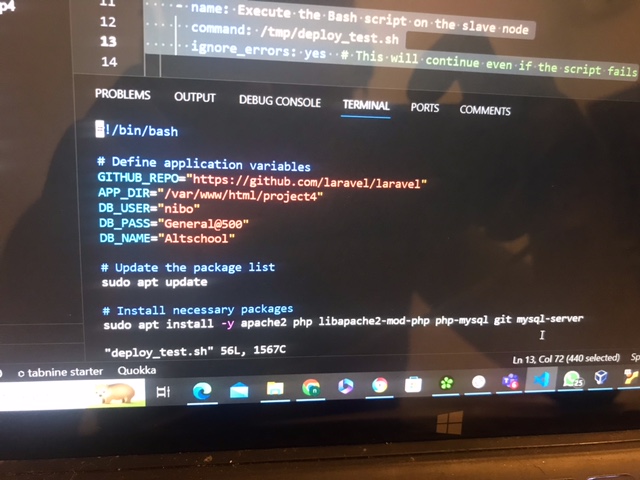 p4
11 - name: Execute the Bash script on the slave node
12 command: /tmp/deploy_test.sh
13 ignore_errors: yes # This will continue even if the script fails
14
PROBLEMS OUTPUT DEBUG CONSOLE TERMINAL PORTS COMMENTS
#!/bin/bash
# Define application variables
GITHUB_REPO="https://github.com/laravel/laravel"
APP_DIR="/var/www/html/project4"
DB_USER="nibo"
DB_PASS="General@500"
DB_NAME="Altschool"
# Update the package list
sudo apt update
# Install necessary packages
sudo apt install -y apache2 php libapache2-mod-php php-mysql git mysql-server
"deploy_test.sh" 56L, 1567C
Ln 13, Col 72 (440 selected) Sp
0 tabnine starter Quokka
25